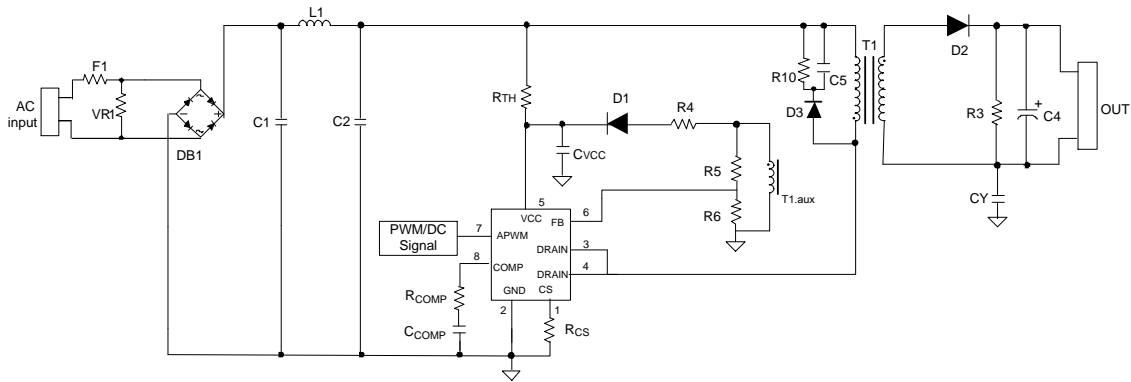 L1
T1
D2
F1
AC
input
VR1
DB1
C1
C2
RTH
D1
R4
R10
C5
D3
R3
+
C4
OUT
CVCC
R5
T1.aux
R6
CY
PWM/DC
Signal
7
5
VCC
6
FB
APWM
DRAIN
3
8
COMP
DRAIN
4
GND
CS
2
1
RCOMP
CCOMP
RCS